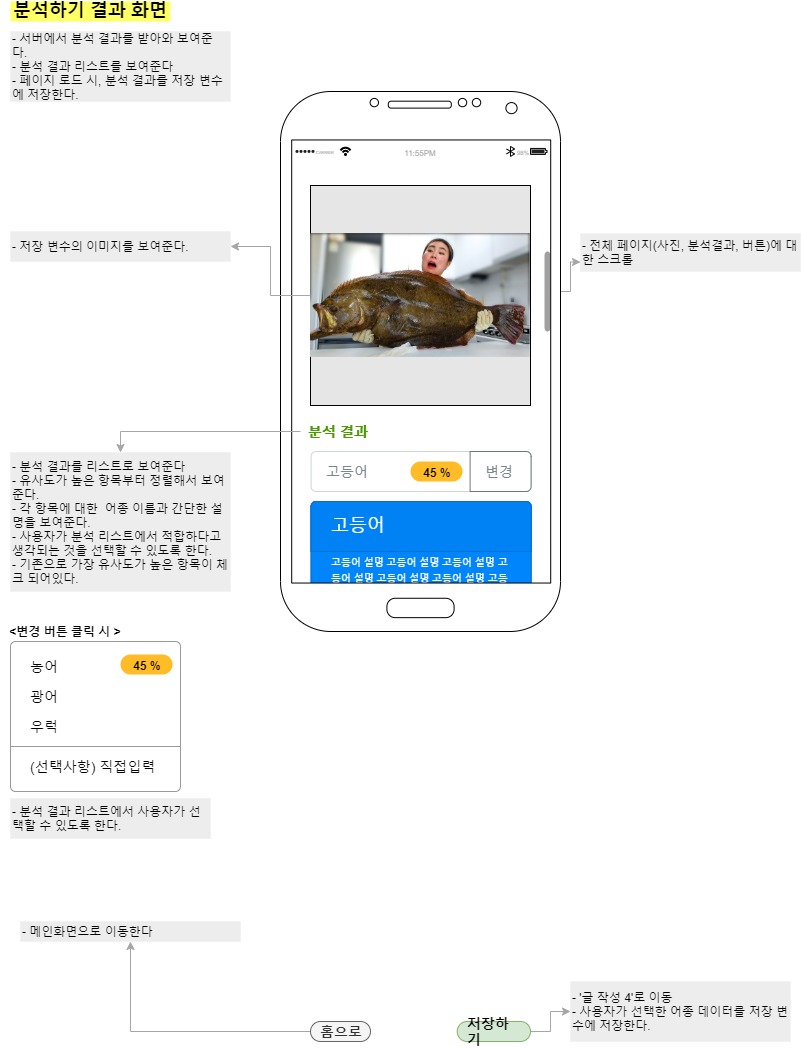 분석하기 결과 화면
- 서버에서 분석 결과를 받아와 보여준
다.
- 분석 결과 리스트를 보여준다
- 페이지 로드 시, 분석 결과를 저장 변수
에 저장한다.
11:55PM
- 저장 변수의 이미지를 보여준다.
- 전체 페이지(사진, 분석결과, 버튼)에 대
한 스크롤
분석 결과
고등어
45 %
변경
고등어
고등어 설명 고등어 설명 고등어 설명 고
등어 설명 고등어 설명 고등어 설명 고등
- 분석 결과를 리스트로 보여준다
- 유사도가 높은 항목부터 정렬해서 보여
준다.
- 각 항목에 대한 어종 이름과 간단한 설
명을 보여준다.
- 사용자가 분석 리스트에서 적합하다고
생각되는 것을 선택할 수 있도록 한다.
- 기존으로 가장 유사도가 높은 항목이 체
크 되어있다.
<변경 버튼 클릭 시 >
농어
45 %
광어
우럭
(선택사항) 직접입력
- 분석 결과 리스트에서 사용자가 선
택할 수 있도록 한다.
- 메인화면으로 이동한다
- '글 작성 4'로 이동
- 사용자가 선택한 어종 데이터를 저장 변
수에 저장한다.
홈으로
저장하
기